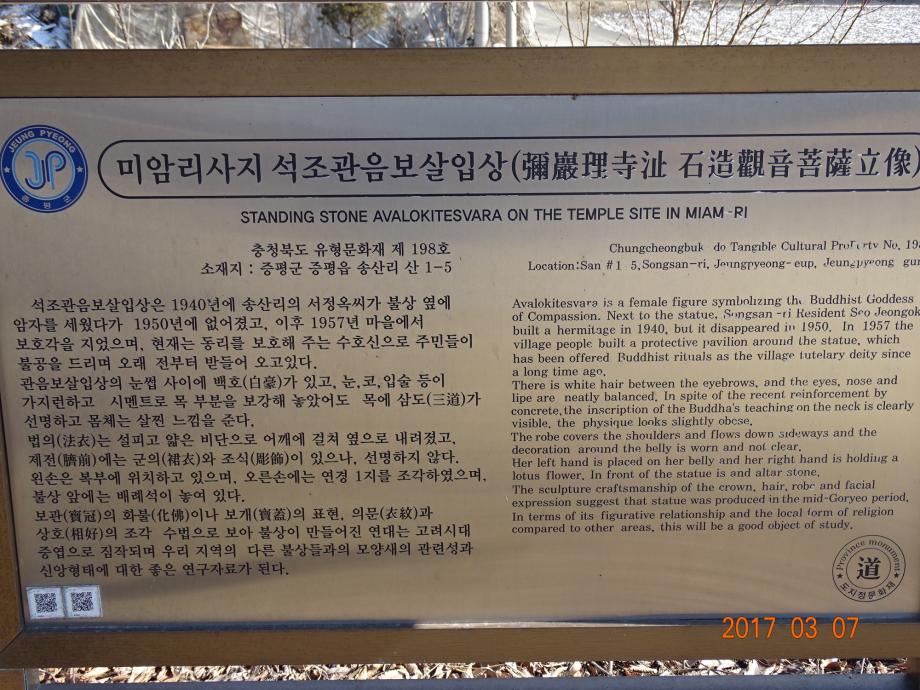 JEUNG PYEONG
JP
증평군
미암리사지 석조관음보살입상(彌巖理寺沚 石造觀音菩薩立像)
STANDING STONE AVALOKITESVARA ON THE TEMPLE SITE IN MIAM-RI
충청북도 유형문화재 제 198호
소재지 : 증평군 증평읍 송산리 산 1-5
석조관음보살입상은 1940년에 송산리의 서정옥씨가 불상 옆에
암자를 세웠다가 1950년에 없어졌고, 이후 1957년 마을에서
보호각을 지었으며, 현재는 동리를 보호해 주는 수호신으로 주민들이
불공을 드리며 오래 전부터 받들어 오고있다.
관음보살입상의 눈썹 사이에 백호(白豪)가 있고, 눈,코,입술 등이
가지런하고 시멘트로 목 부분을 보강해 놓았어도 목에 삼도(三道)가
선명하고 몸체는 살찐 느낌을 준다.
법의(法衣)는 설피고 얇은 비단으로 어깨에 걸쳐 옆으로 내려졌고,
제전(臍前)에는 군의(裙衣)와 조식(彫飾)이 있으나, 선명하지 않다.
왼손은 복부에 위치하고 있으며, 오른손에는 연경 1지를 조각하였으며,
불상 앞에는 배례석이 놓여 있다.
보관(寶冠)의 화불(化佛)이나 보개(寶蓋)의 표현, 의문(衣紋)과
상호(相好)의 조각 수법으로 보아 불상이 만들어진 연대는 고려시대
중엽으로 짐작되며 우리 지역의 다른 불상들과의 모양새의 관련성과
신앙형태에 대한 좋은 연구자료가 된다.
Chungcheongbuk do Tangible Cultural Property No. 198
Location:San #1 5,Songsan-ri, Jeungpyeong-eup, Jeungpyeong gun
Avalokitesvara is a female figure symbolizing the Buddhist Goddess
of Compassion. Next to the statue, Songsan-ri Resident Seo Jeongok
built a hermitage in 1940, but it disappeared in 1950. In 1957 the
village people built a protective pavilion around the statue, which
has been offered Buddhist rituals as the village tutelary deity since
a long time ago.
There is white hair between the eyebrows, and the eyes, nose and
lipe are neatly balanced. In spite of the recent reinforcement by
concrete,the inscription of the Buddha's teaching on the neck is clearly
visible, the physique looks slightly obese.
The robe covers the shoulders and flows down sideways and the
decoration around the belly is worn and not clear.
Her left hand is placed on her belly and her right hand is holding a
lotus flower. In front of the statue is and altar stone.
The sculpture craftsmanship of the crown, hair, robe and facial
expression suggest that statue was produced in the mid-Goryeo period.
In terms of its figurative relationship and the local form of religion
compared to other areas, this will be a good object of study.
Province monument
道
도지정문화재
2017 03 07